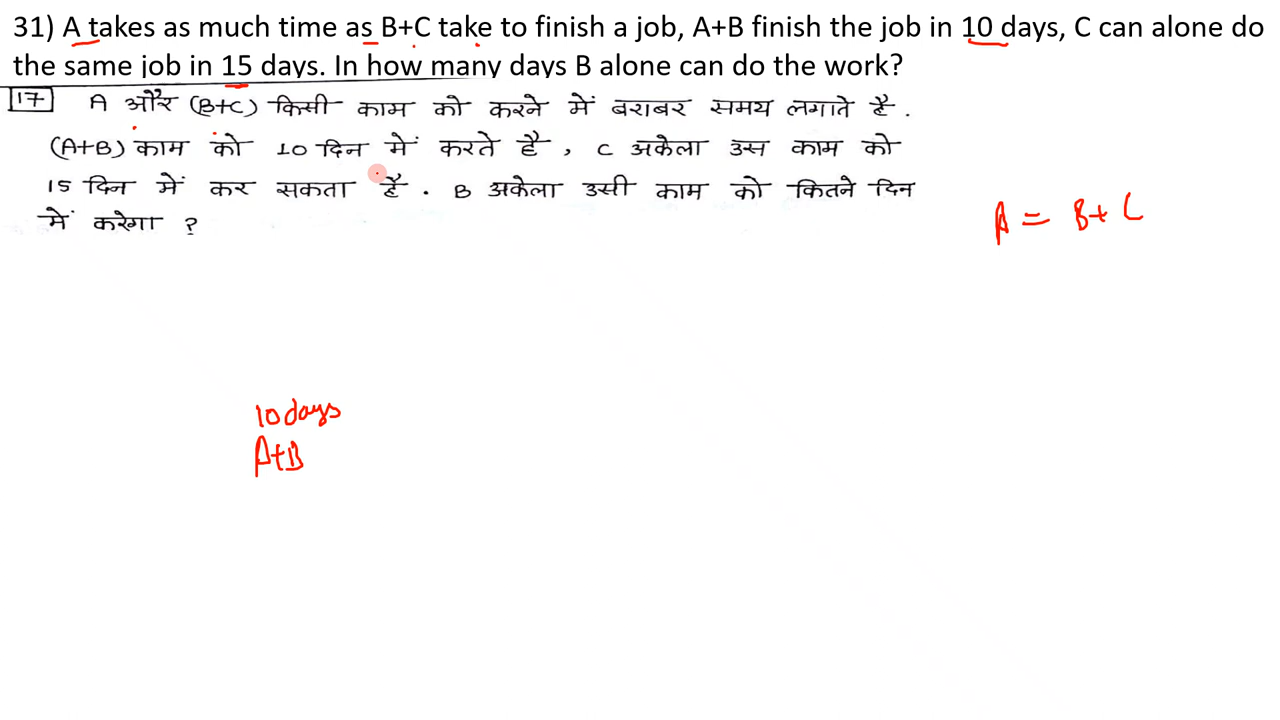 31) A takes as much time as B+C take to finish a job, A+B finish the job in 10 days, C can alone do
the same job in 15 days. In how many days B alone can do the work?
17 A और (B+C) किसी काम को करने में बराबर समय लगाते है .
(A+B) काम को 10 दिन में करते है , C अकेला उस काम को
15 दिन में कर सकता है . B अकेला उसी काम को कितने दिन
में करेगा ?
A = B+C
10 days
A+B